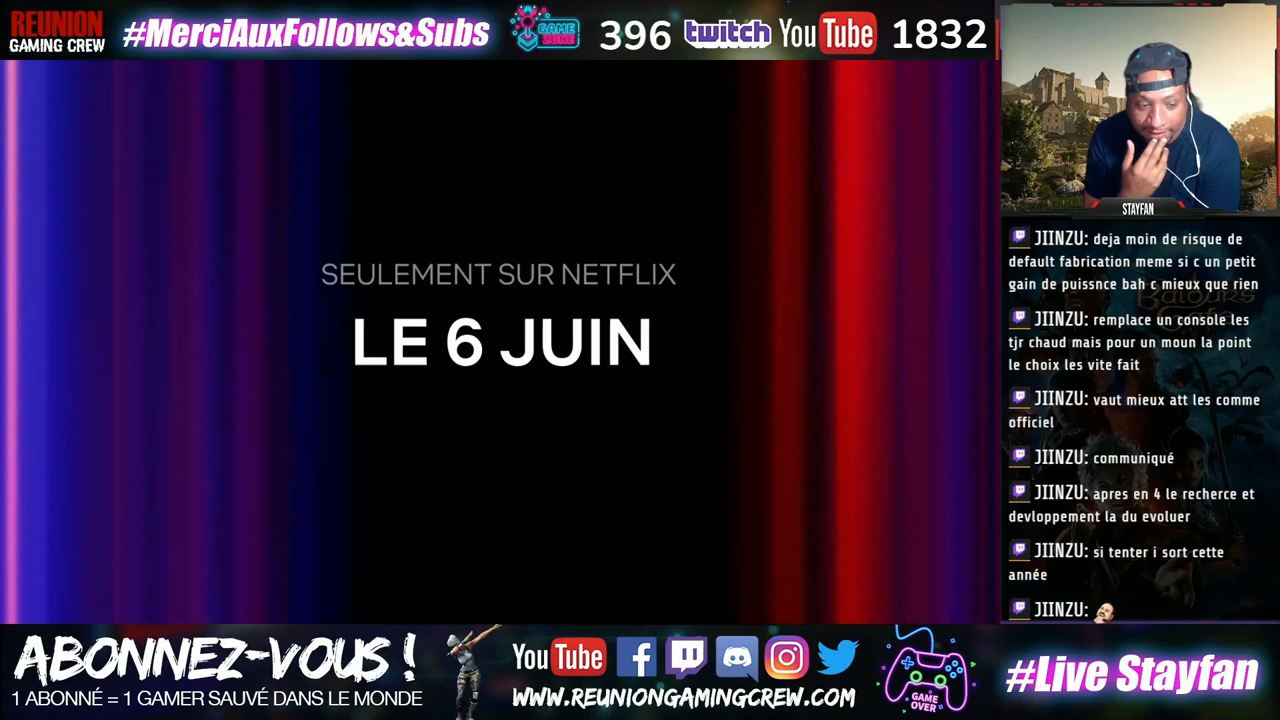 REUNION
GAMING CREW
#MerciAuxFollows&Subs
GAME
ZONE
396
twitch
YouTube
1832
SEULEMENT SUR NETFLIX
LE 6 JUIN
STAYFAN
JIINZU: deja moin de risque de
default fabrication meme si c un petit
gain de puissnce bah c mieux que rien
JIINZU: remplace un console les
tjr chaud mais pour un moun la point
le choix les vite fait
JIINZU: vaut mieux att les comme
officiel
JIINZU: communiqué
JIINZU: apres en 4 le recherce et
devloppement la du evoluer
JIINZU: si tenter i sort cette
année
JIINZU:
ABONNEZ-VOUS !
1 ABONNÉ = 1 GAMER SAUVÉ DANS LE MONDE
YouTube
WWW.REUNIONGAMINGCREW.COM
GAME
OVER
#Live Stayfan